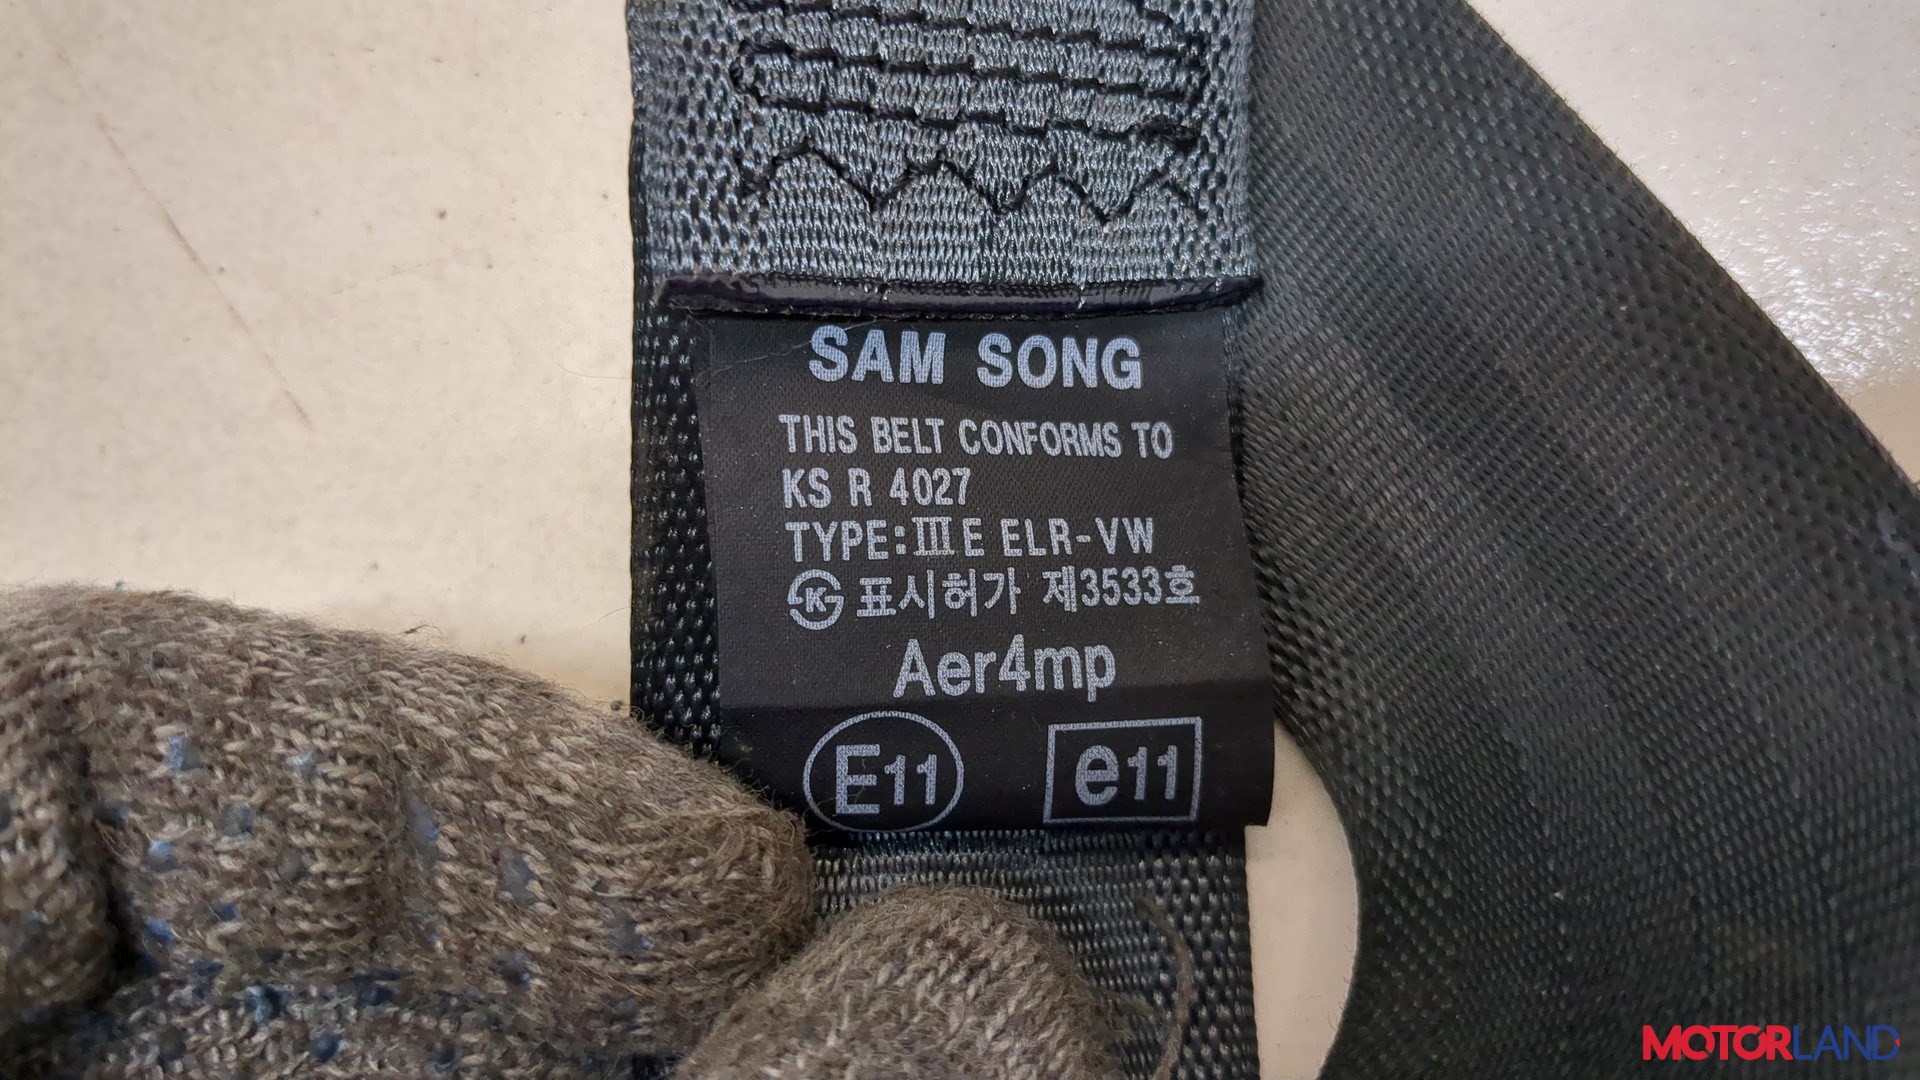 SAM SONG
THIS BELT CONFORMS TO
KS R 4027
TYPE:Ⅲ E ELR-VW
㉿ 표시허가 제3533호
Aer4mp
E11 e11
MOTORLAND